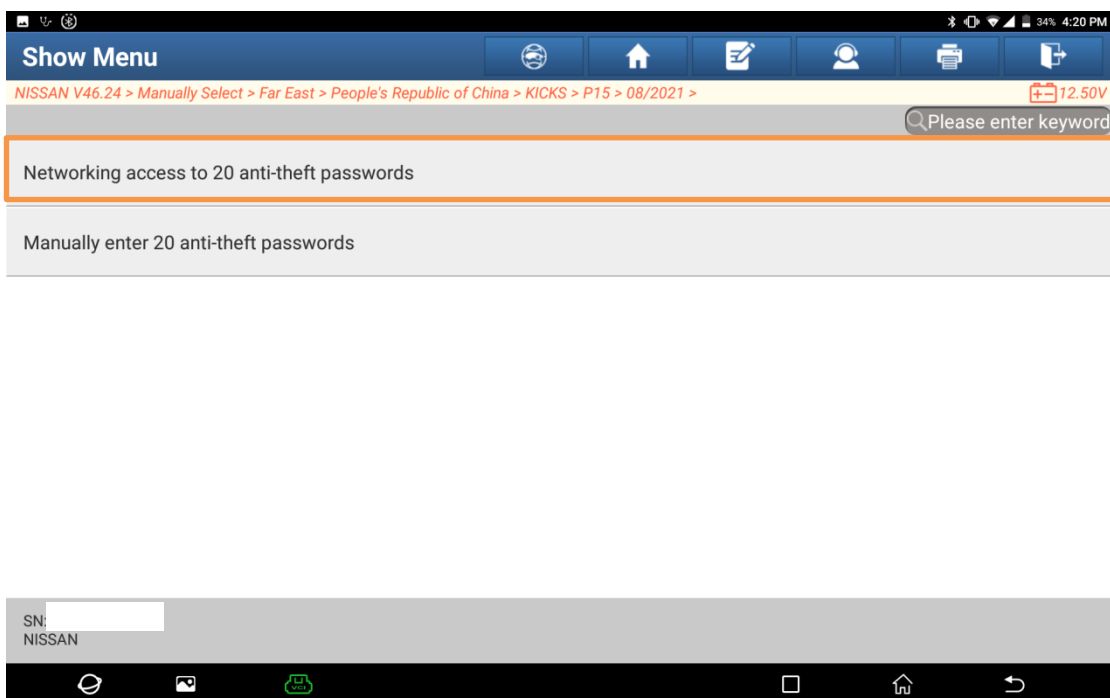 34% 4:20 PM
Show Menu
NISSAN V46.24 > Manually Select > Far East > People's Republic of China > KICKS > P15 > 08/2021 >
12.50V
Please enter keyword
Networking access to 20 anti-theft passwords
Manually enter 20 anti-theft passwords
SN:
NISSAN
VCI